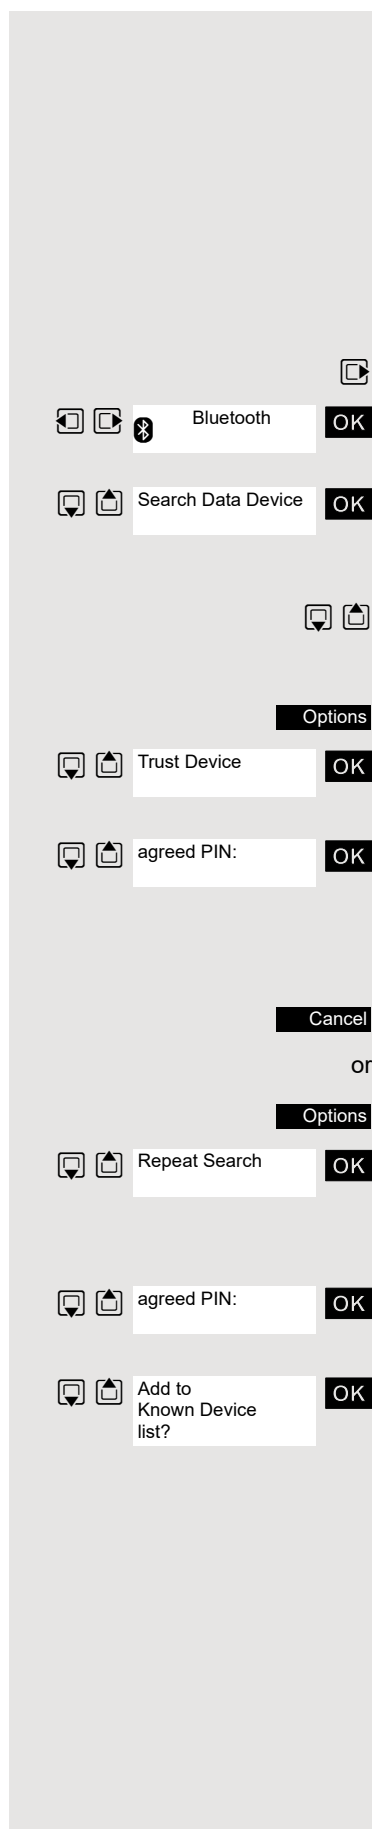 Bluetooth OK
Search Data Device OK
Options
Trust Device OK
agreed PIN: OK
Cancel
or
Options
Repeat Search OK
agreed PIN: OK
Add to OK
Known Device
list?